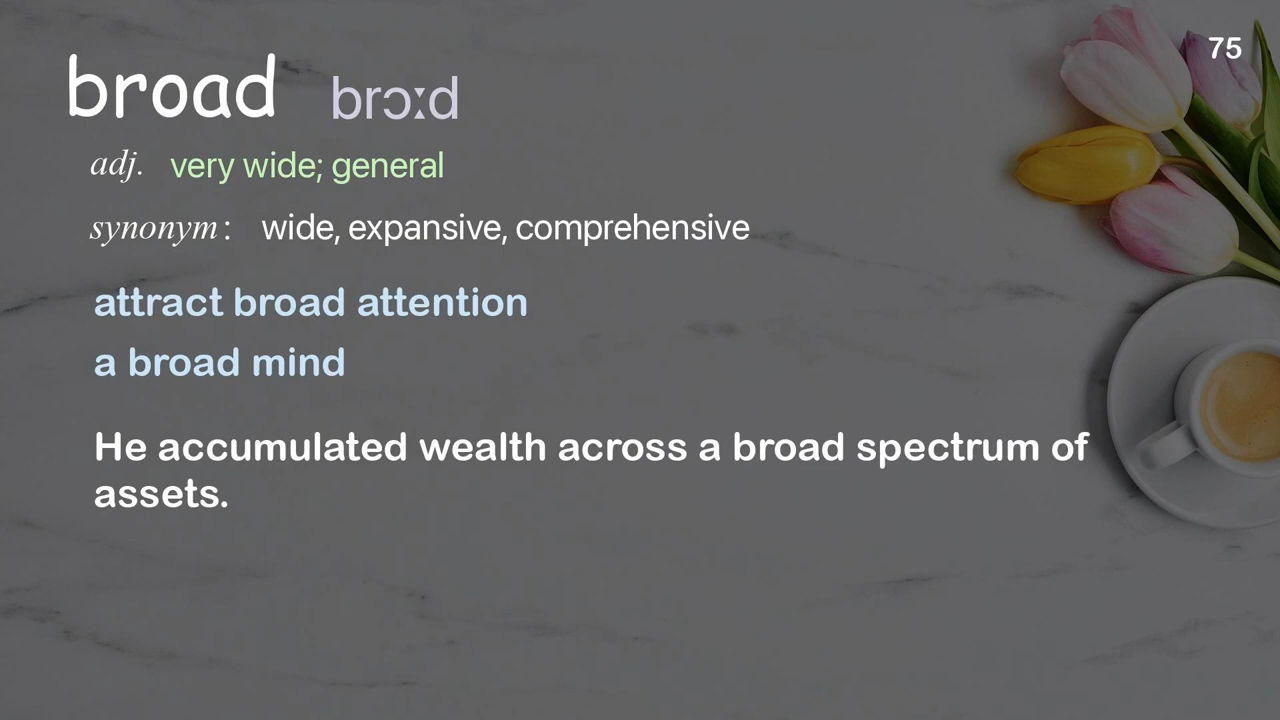 75
broad brɔːd
adj. very wide; general
synonym: wide, expansive, comprehensive
attract broad attention
a broad mind
He accumulated wealth across a broad spectrum of
assets.